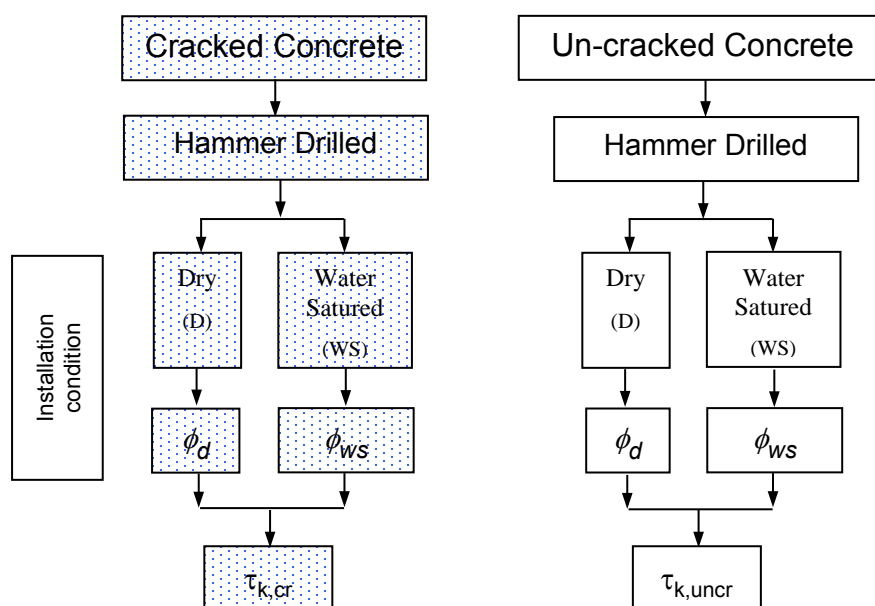 Cracked Concrete
Un-cracked Concrete
Hammer Drilled
Hammer Drilled
Installation
condition
Dry
(D)
Water
Satured
(WS)
Dry
(D)
Water
Satured
(WS)
ϕd
ϕws
ϕd
ϕws
τk,cr
τk,uncr